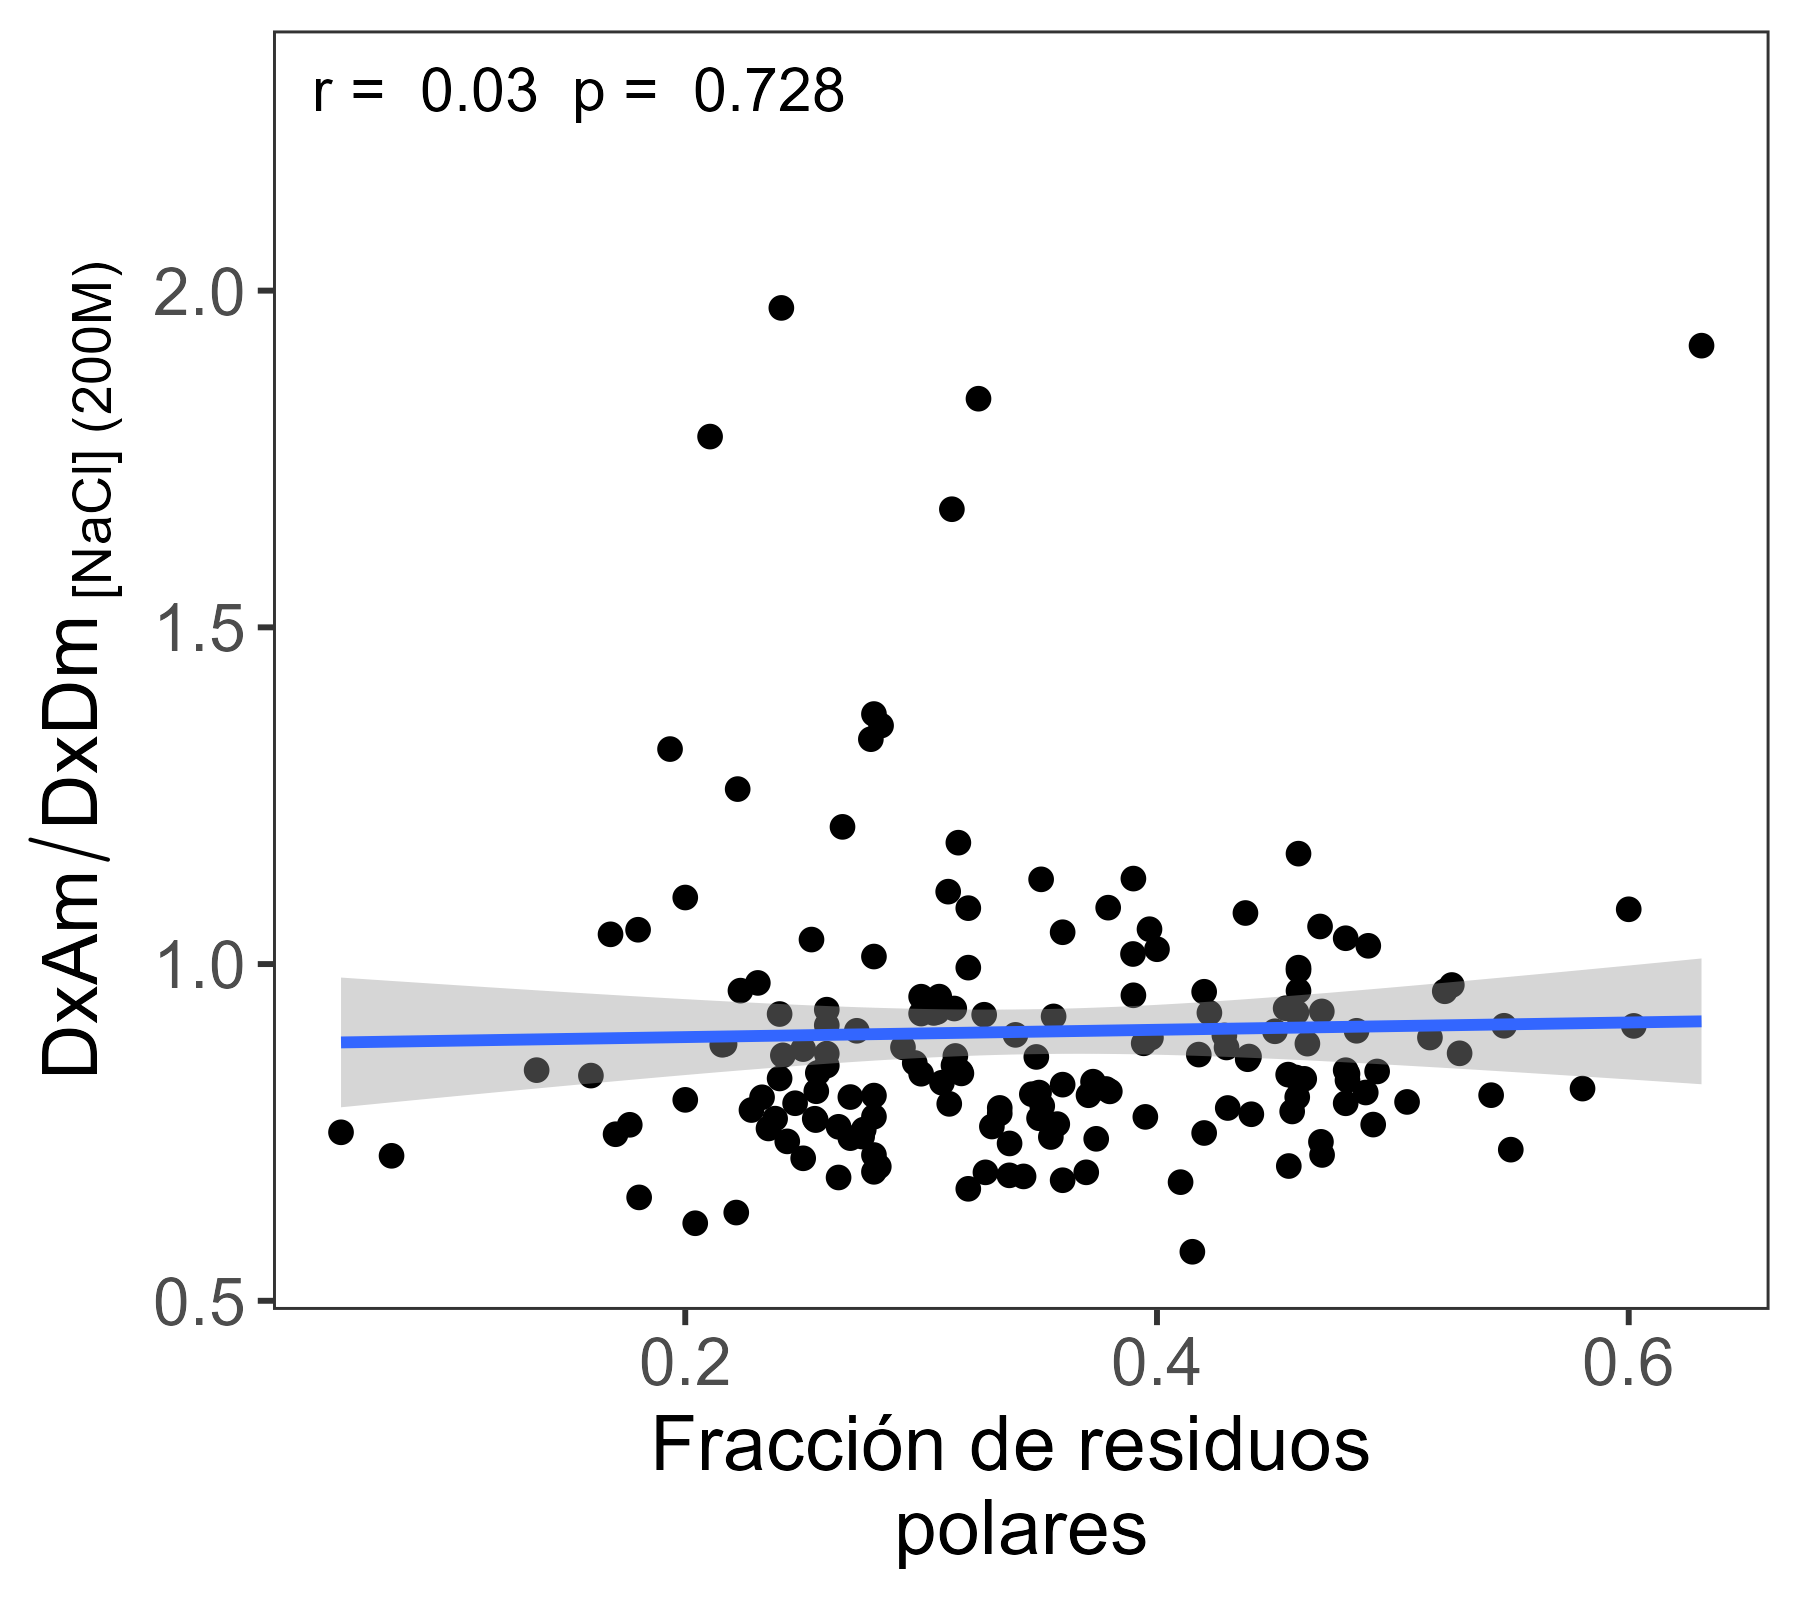 r =  0.03  p =  0.728
DxAm/DxDm [NaCl] (200M)
2.0
1.5
1.0
0.5
0.2 0.4 0.6
Fracción de residuos
polares